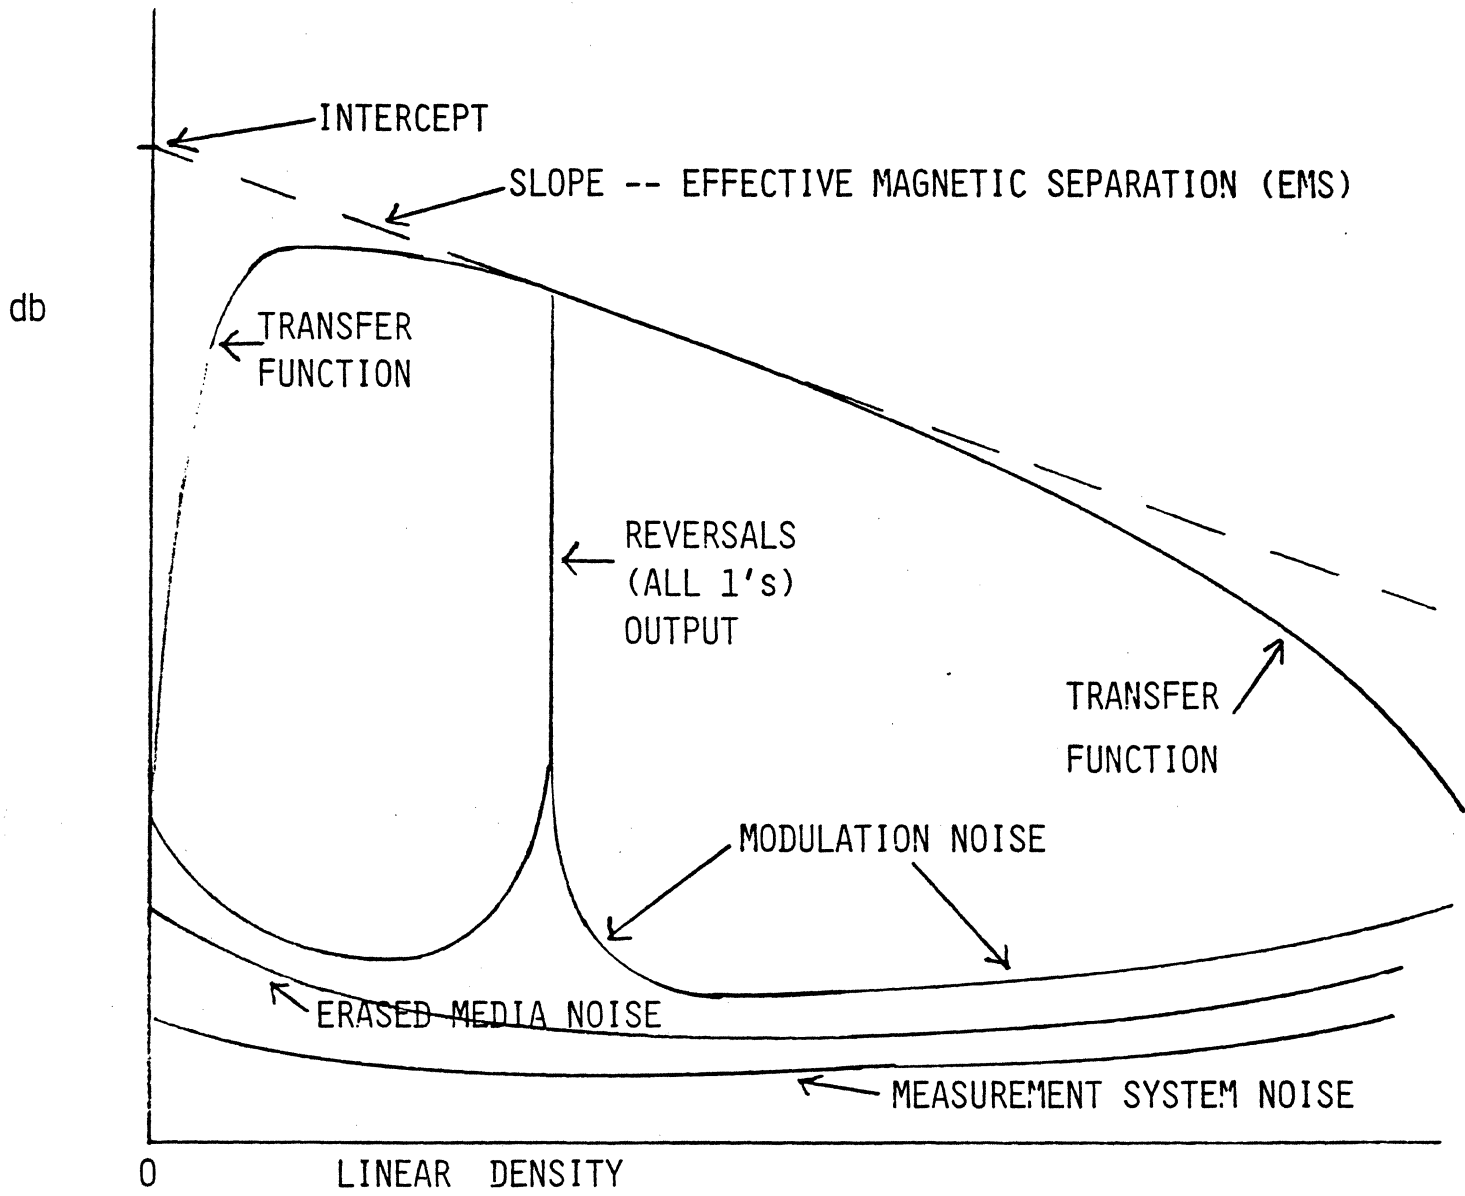 INTERCEPT
SLOPE -- EFFECTIVE MAGNETIC SEPARATION (EMS)
db
TRANSFER
FUNCTION
REVERSALS
(ALL 1's)
OUTPUT
TRANSFER
FUNCTION
MODULATION NOISE
ERASED MEDIA NOISE
MEASUREMENT SYSTEM NOISE
0
LINEAR DENSITY